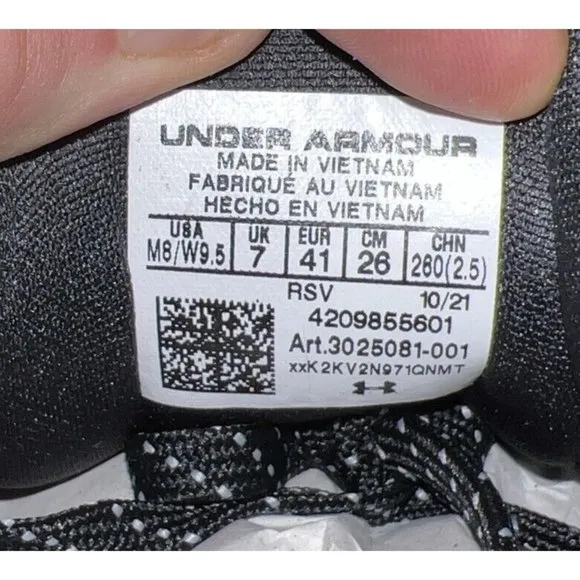 UNDER ARMOUR
MADE IN VIETNAM
FABRIQUÉ AU VIETNAM
HECHO EN VIETNAM
USA UK EUR CM CHN
M8/W9.5 7 41 26 260(2.5)
RSV 10/21
4209855601
Art.3025081-001
xxK2KV2N971QNMT